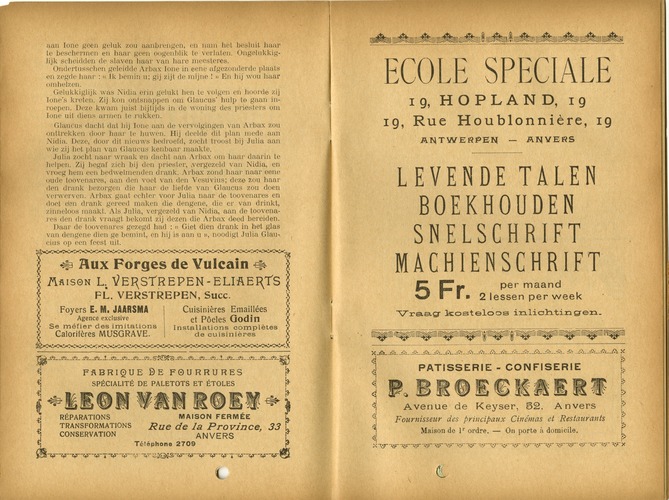 aan Ione geen geluk zou aanbrengen, en nam het besluit haar
te beschermen en haar geen oogenblik te verlaten. Ongelukkig-
lijk scheidden de slaven haar van hare meesteres.
Ondertusschen geleidde Arbax Ione in eene afgezonderde plaats
en zegde haar : « Ik bemin u; gij zijt de mijne ! » En hij wou haar
omhelzen.
Gelukkiglijk was Nidia erin gelukt hen te volgen en hoorde zij
Ione's kreten. Zij kon ontsnappen om Glaucus' hulp te gaan in-
roepen. Deze kwam juist bijtijds in de woning des priesters om
Ione uit diens armen te rukken.
Glaucus dacht dat hij Ione aan de vervolgingen van Arbax zou
onttrekken door haar te huwen. Hij deelde dit plan mede aan
Nidia. Deze, door dit nieuws bedroefd, zocht troost bij Julia aan
wie zij het plan van Glaucus kenbaar maakte.
Julia zocht naar wraak en dacht aan Arbax om haar daarin te
helpen. Zij begaf zich bij den priester, vergezeld van Nidia, en
vroeg hem een bedwelmenden drank. Arbax zond haar naar eene
oude toovenares, aan den voet van den Vesuvius; deze zou haar
den drank bezorgen die haar de liefde van Glaucus zou doen
verwerven. Arbax gaat echter voor Julia naar de toovenares en
doet een drank gereed maken die dengene, die er van drinkt,
zinneloos maakt. Als Julia, vergezeld van Nidia, aan de toovena-
res den drank vraagt bekomt zij dezen die Arbax deed bereiden.
Daar de toovenares gezegd had : « Giet dien drank in het glas
van dengene dien ge bemint, en hij is aan u », noodigt Julia Glau-
cus op een feest uit.
Aux Forges de Vulcain
MAISON L. VERSTREPEN-ELIAERTS
FL. VERSTREPEN, Succ.
Foyers E. M. JAARSMA
Agence exclusive
Se méfier des imitations
Calorifères MUSGRAVE.
Cuisinières Emaillées
et Pôeles Godin
Installations complètes
de cuisinières
FABRIQUE DE FOURRURES
SPÉCIALITÉ DE PALETOTS ET ÉTOLES
LEON VAN ROEY
RÉPARATIONS
TRANSFORMATIONS
CONSERVATION
MAISON FERMÉE
Rue de la Province, 33
ANVERS
Téléphone 2709
ECOLE SPECIALE
19, HOPLAND, 19
19, Rue Houblonnière, 19
ANTWERPEN — ANVERS
LEVENDE TALEN
BOEKHOUDEN
SNELSCHRIFT
MACHIENSCHRIFT
5 Fr. per maand
2 lessen per week
Vraag kosteloos inlichtingen.
PATISSERIE - CONFISERIE
P. BROECKAERT
Avenue de Keyser, 52, Anvers
Fournisseur des principaux Cinémas et Restaurants
Maison de 1r ordre. — On porte à domicile.